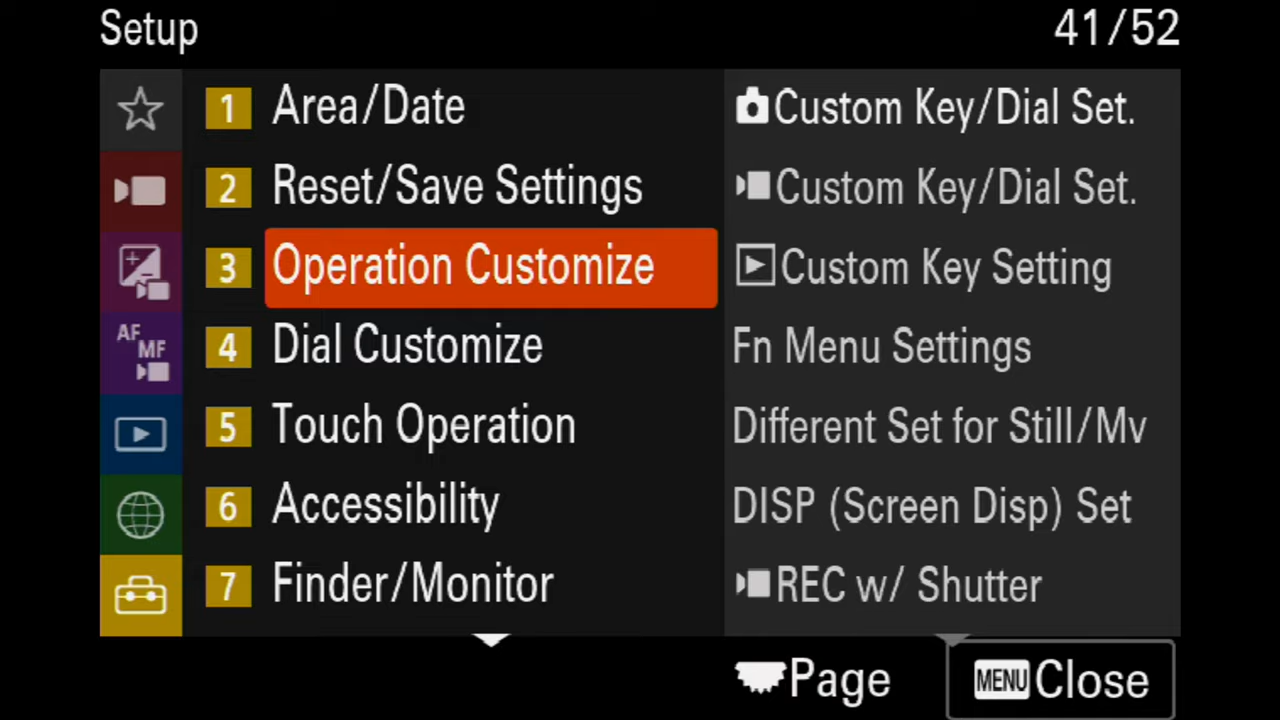 Setup
41/52
1 Area/Date
2 Reset/Save Settings
3 Operation Customize
4 Dial Customize
5 Touch Operation
6 Accessibility
7 Finder/Monitor
AF
MF
Custom Key/Dial Set.
Custom Key/Dial Set.
Custom Key Setting
Fn Menu Settings
Different Set for Still/Mv
DISP (Screen Disp) Set
REC w/ Shutter
Page
MENU Close